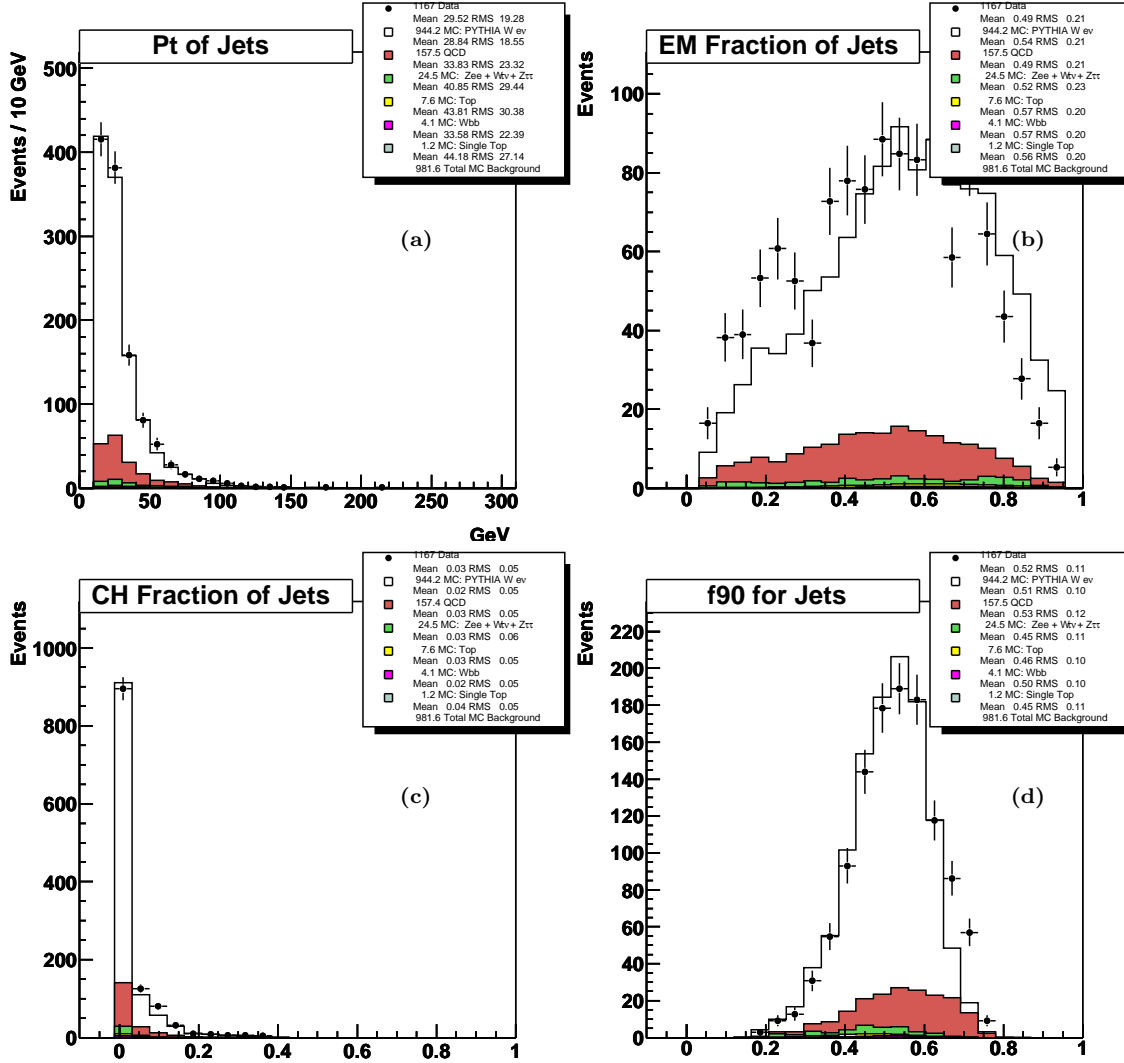 Pt of Jets
1167 Data
Mean 29.52 RMS 19.28
944.2 MC: PYTHIA W ev
Mean 28.84 RMS 18.55
157.5 QCD
Mean 33.83 RMS 23.32
24.5 MC: Zee + Wτν + Zττ
Mean 40.85 RMS 29.44
7.6 MC: Top
Mean 43.81 RMS 30.38
4.1 MC: Wbb
Mean 33.58 RMS 22.39
1.2 MC: Single Top
Mean 44.18 RMS 27.14
981.6 Total MC Background
Events / 10 GeV
500
400
300
200
100
0
(a)
0 50 100 150 200 250 300
GeV
EM Fraction of Jets
1167 Data
Mean 0.49 RMS 0.21
944.2 MC: PYTHIA W ev
Mean 0.54 RMS 0.21
157.5 QCD
Mean 0.49 RMS 0.21
24.5 MC: Zee + Wτν + Zττ
Mean 0.52 RMS 0.23
7.6 MC: Top
Mean 0.57 RMS 0.20
4.1 MC: Wbb
Mean 0.57 RMS 0.20
1.2 MC: Single Top
Mean 0.56 RMS 0.20
981.6 Total MC Background
Events
100
80
60
40
20
0
(b)
0 0.2 0.4 0.6 0.8 1
CH Fraction of Jets
1167 Data
Mean 0.03 RMS 0.05
944.2 MC: PYTHIA W ev
Mean 0.02 RMS 0.05
157.4 QCD
Mean 0.03 RMS 0.05
24.5 MC: Zee + Wτν + Zττ
Mean 0.03 RMS 0.06
7.6 MC: Top
Mean 0.03 RMS 0.05
4.1 MC: Wbb
Mean 0.02 RMS 0.05
1.2 MC: Single Top
Mean 0.04 RMS 0.05
981.6 Total MC Background
Events
1000
800
600
400
200
0
(c)
0 0.2 0.4 0.6 0.8 1
f90 for Jets
1167 Data
Mean 0.52 RMS 0.11
944.2 MC: PYTHIA W ev
Mean 0.51 RMS 0.10
157.5 QCD
Mean 0.53 RMS 0.12
24.5 MC: Zee + Wτν + Zττ
Mean 0.45 RMS 0.11
7.6 MC: Top
Mean 0.46 RMS 0.10
4.1 MC: Wbb
Mean 0.50 RMS 0.10
1.2 MC: Single Top
Mean 0.45 RMS 0.11
981.6 Total MC Background
Events
220
200
180
160
140
120
100
80
60
40
20
0
(d)
0 0.2 0.4 0.6 0.8 1